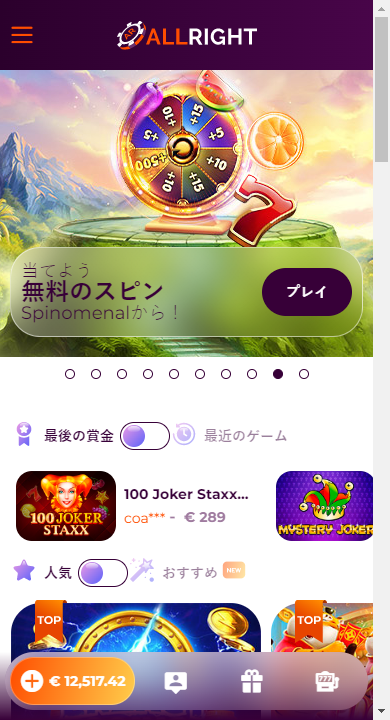 ALLRIGHT
+5
+10
+15
+10
+500
+5
+10
7
当てよう
無料のスピン
Spinomenalから！
プレイ
最後の賞金
最近のゲーム
100 JOKER
STAXX
100 Joker Staxx...
coa*** - € 289
MYSTERY JOKER
人気
おすすめ
NEW
TOP
TOP
€ 12,517.42